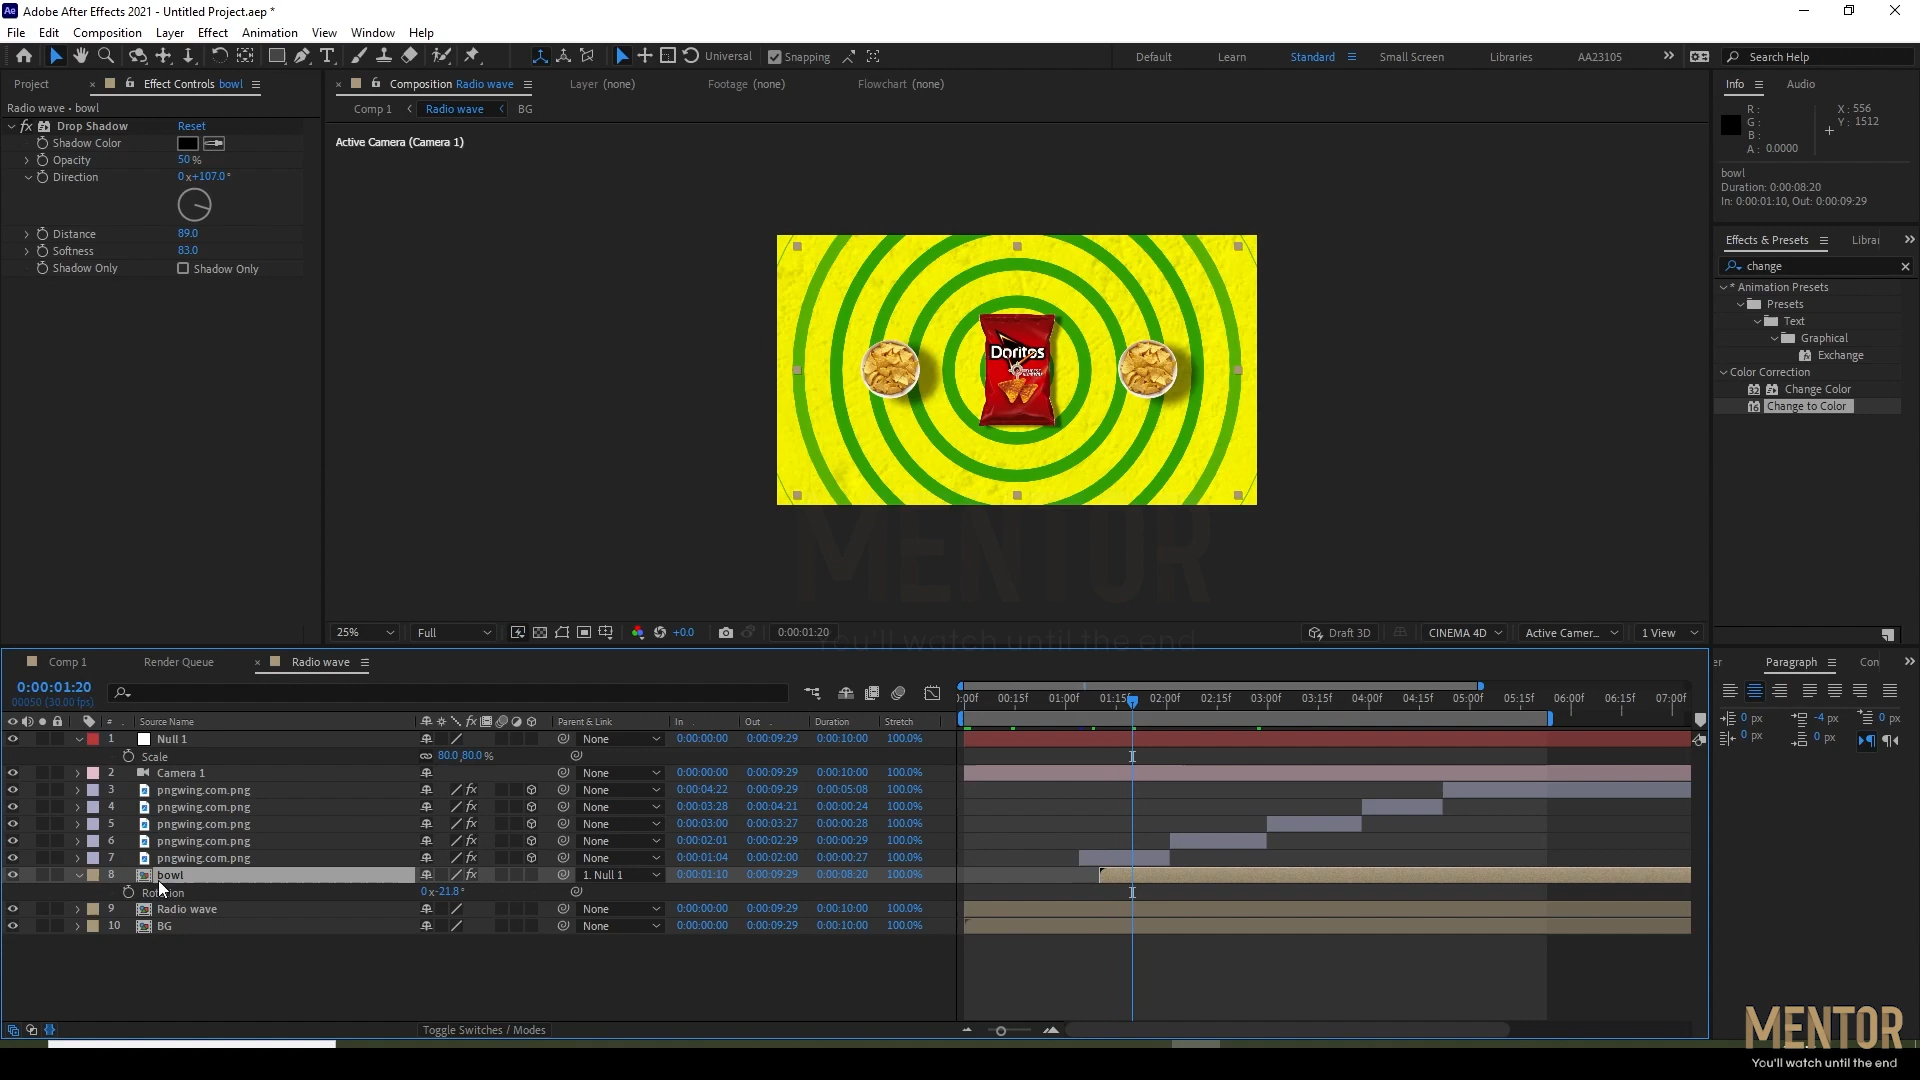 Adobe After Effects 2021 - Untitled Project.aep *
File Edit Composition Layer Effect Animation View Window Help
Universal Snapping Default Learn Standard Small Screen Libraries AA23105 Search Help
Project Effect Controls bowl
Radio wave • bowl
Drop Shadow Reset
Shadow Color
Opacity 50 %
Direction 0 x+107.0 °
Distance 89.0
Softness 83.0
Shadow Only Shadow Only
Composition Radio wave Layer (none) Footage (none) Flowchart (none)
Comp 1 Radio wave BG
Active Camera (Camera 1)
Doritos
MENTOR
You'll watch until the end
25% Full +0.0 0:00:01:20 Draft 3D CINEMA 4D Active Camer... 1 View
Info Audio
R : X : 556
G : Y : 1512
B :
A : 0.0000
bowl
Duration: 0:00:08:20
In: 0:00:01:10, Out: 0:00:09:29
Effects & Presets Librai
change
* Animation Presets
Presets
Text
Graphical
Exchange
Color Correction
32 Change Color
16 Change to Color
Comp 1 Render Queue Radio wave
0:00:01:20
00050 (30.00 fps)
:00f 00:15f 01:00f 01:15f 02:00f 02:15f 03:00f 03:15f 04:00f 04:15f 05:00f 05:15f 06:00f 06:15f 07:00f
# Source Name Parent & Link In Out Duration Stretch
1 Null 1 None 0:00:00:00 0:00:09:29 0:00:10:00 100.0%
Scale 80.0,80.0 %
2 Camera 1 None 0:00:00:00 0:00:09:29 0:00:10:00 100.0%
3 pngwing.com.png None 0:00:04:22 0:00:09:29 0:00:05:08 100.0%
4 pngwing.com.png None 0:00:03:28 0:00:04:21 0:00:00:24 100.0%
5 pngwing.com.png None 0:00:03:00 0:00:03:27 0:00:00:28 100.0%
6 pngwing.com.png None 0:00:02:01 0:00:02:29 0:00:00:29 100.0%
7 pngwing.com.png None 0:00:01:04 0:00:02:00 0:00:00:27 100.0%
8 bowl 1. Null 1 0:00:01:10 0:00:09:29 0:00:08:20 100.0%
Rotation 0 x-21.8 °
9 Radio wave None 0:00:00:00 0:00:09:29 0:00:10:00 100.0%
10 BG None 0:00:00:00 0:00:09:29 0:00:10:00 100.0%
Toggle Switches / Modes
er Paragraph Con
0 px -4 px 0 px
0 px 0 px
MENTOR
You'll watch until the end